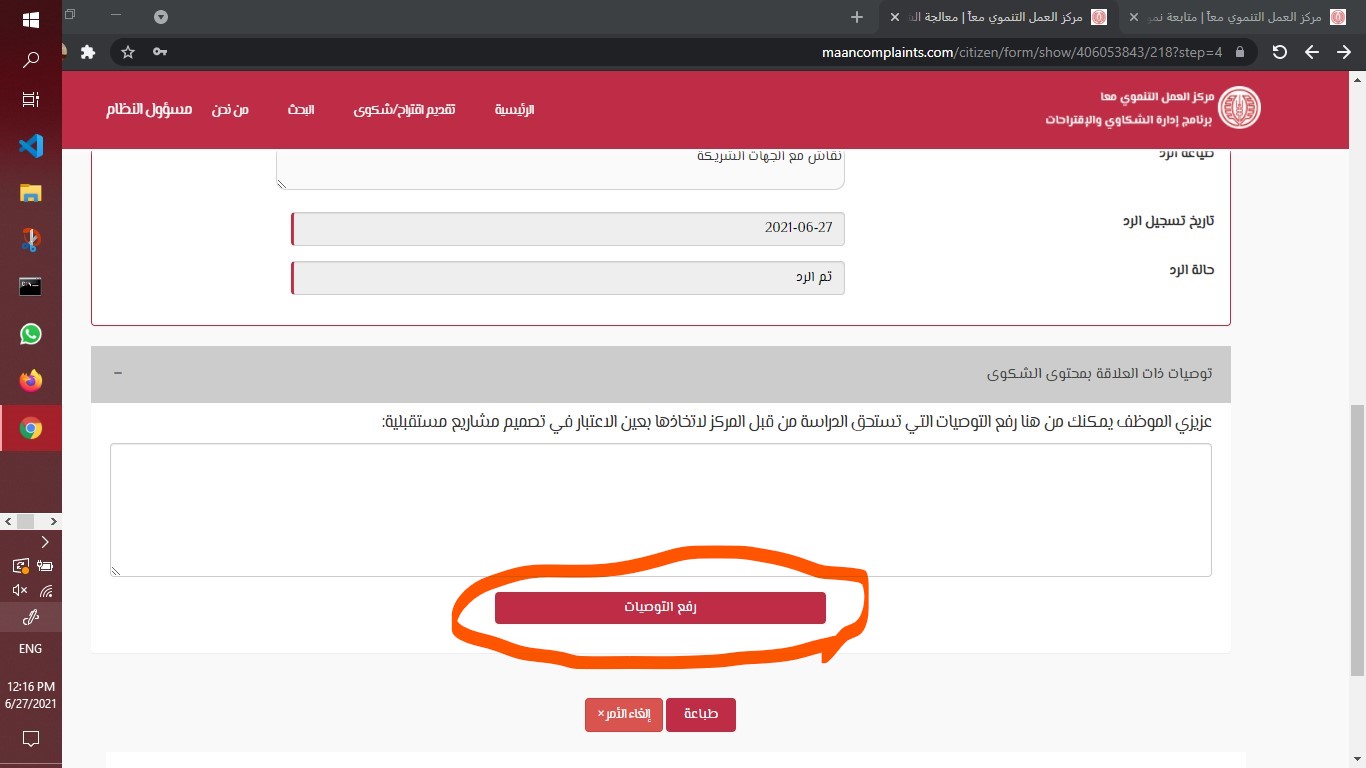 مركز العمل التنموي معاً | متابعة نمو
مركز العمل التنموي معاً | معالجة
maancomplaints.com/citizen/form/show/406053843/218?step=4
مركز العمل التنموي معا
برنامج إدارة الشكاوي والإقتراحات
الرئيسية
تقديم اقتراح/شكوى
البحث
من نحن
مسؤول النظام
صياغة الرد
نقاش مع الجهات الشريكة
تاريخ تسجيل الرد
2021-06-27
حالة الرد
تم الرد
توصيات ذات العلاقة بمحتوى الشكوى
عزيزي الموظف يمكنك من هنا رفع التوصيات التي تستحق الدراسة من قبل المركز لاتخاذها بعين الاعتبار في تصميم مشاريع مستقبلية:
رفع التوصيات
طباعة
إلغاء الأمر ×
ENG
12:16 PM
6/27/2021